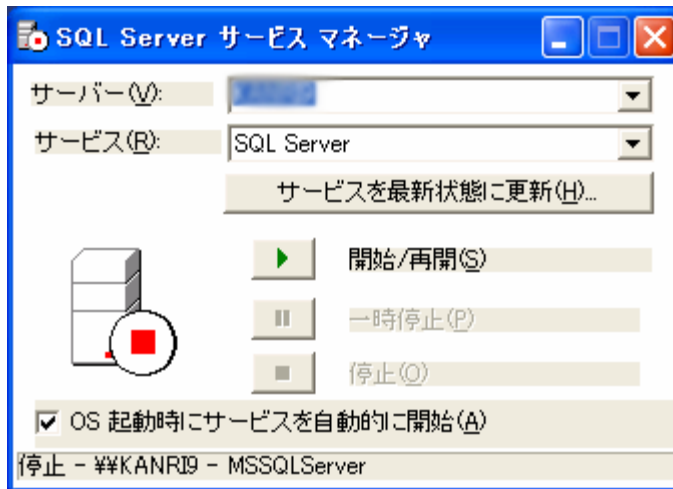 SQL Server サービス マネージャ
サーバー(V):
サービス(R):
SQL Server
サービスを最新状態に更新(H)...
開始/再開(S)
一時停止(P)
停止(O)
OS 起動時にサービスを自動的に開始(A)
停止 - ¥¥KANRI9 - MSSQLServer